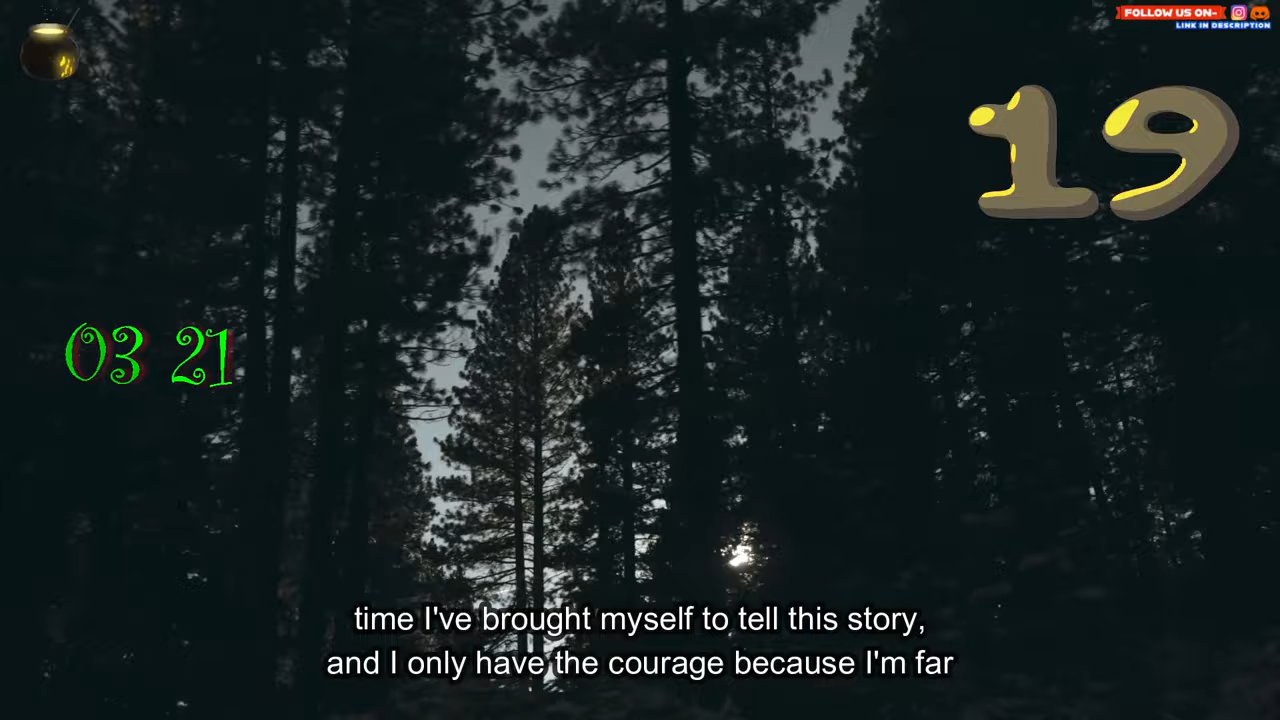 FOLLOW US ON-
LINK IN DESCRIPTION
19
03 21
time I've brought myself to tell this story,
and I only have the courage because I'm far